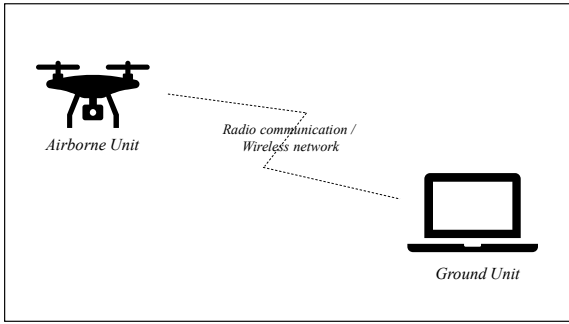 Airborne Unit
Radio communication /
Wireless network
Ground Unit